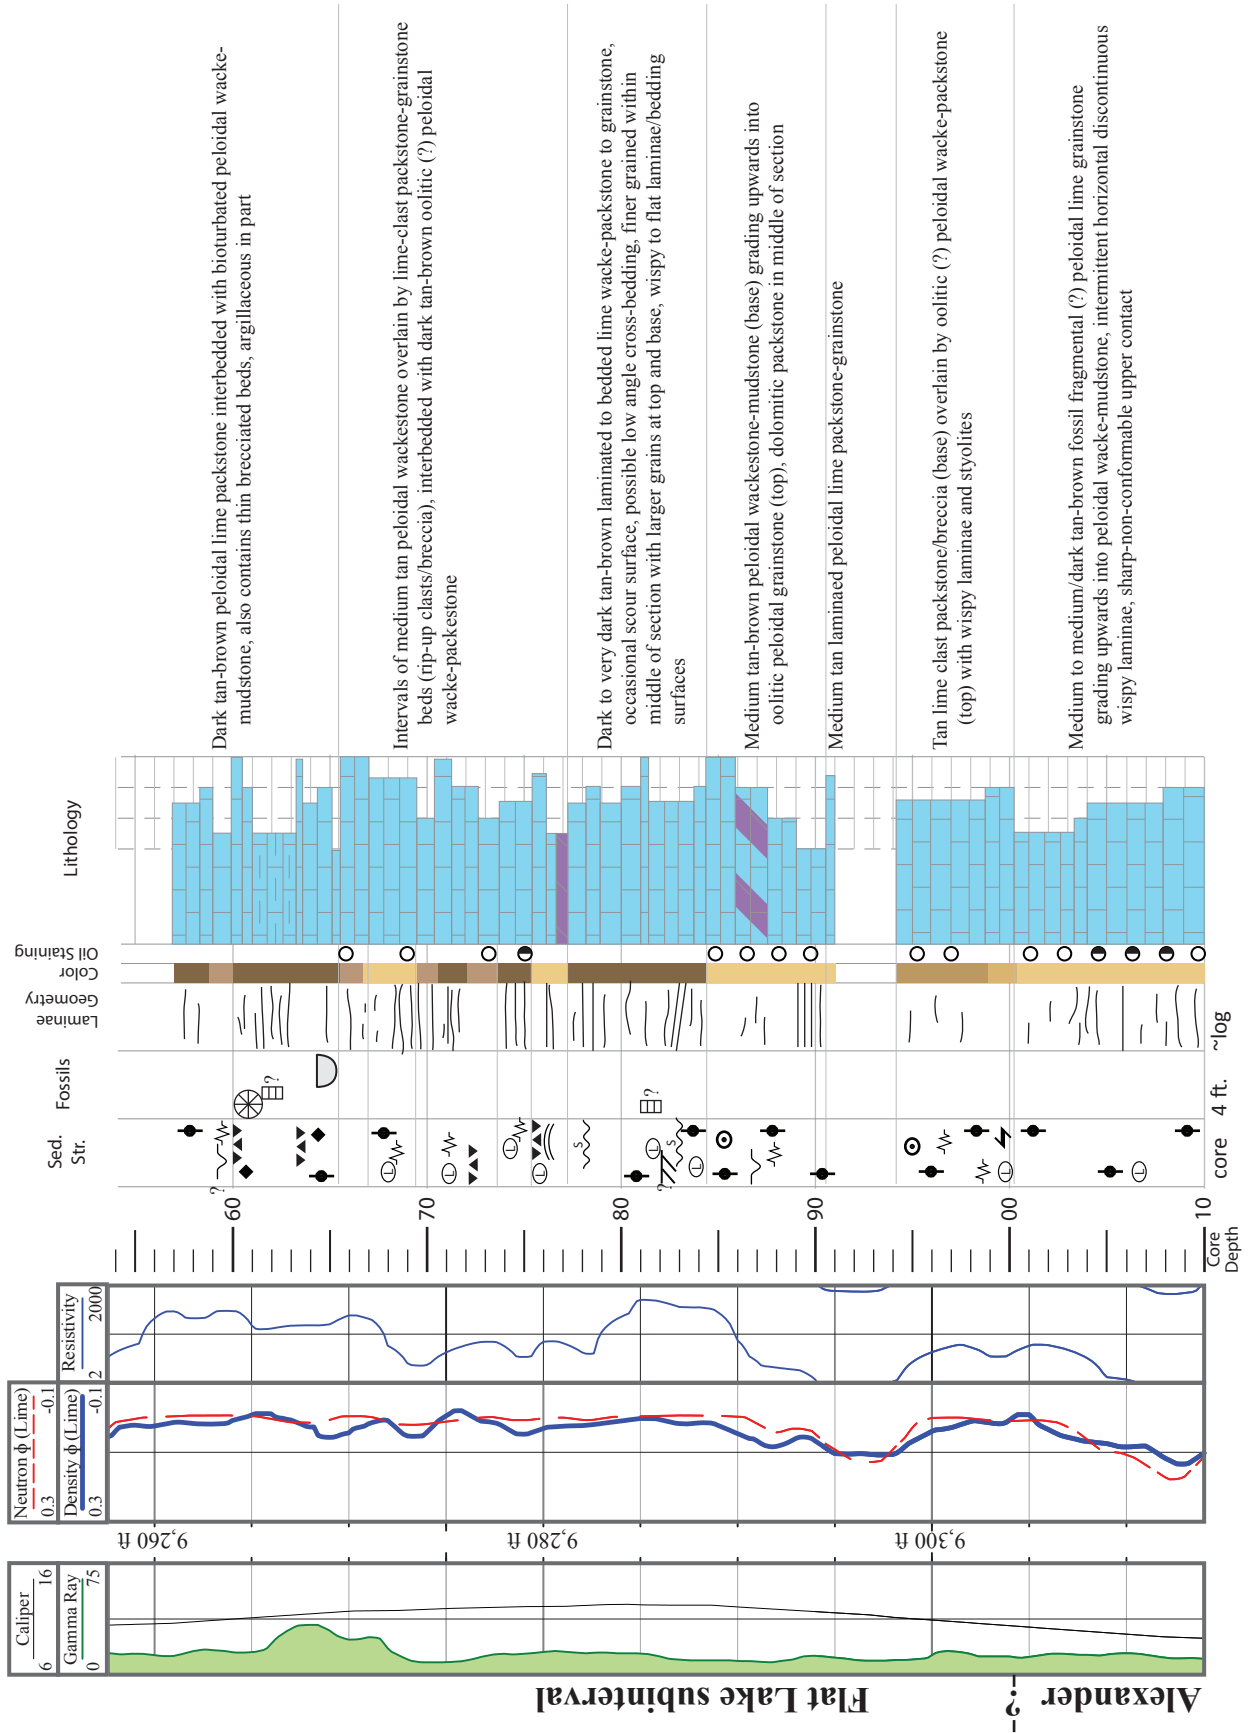 Caliper
6 16
Gamma Ray
0 75
9,260 ft
9,280 ft
9,300 ft
Neutron ϕ (Lime)
0.3 -0.1
Density ϕ (Lime)
0.3 -0.1
Resistivity
2 2000
Flat Lake subinterval
?
Alexander
60
70
80
90
00
10
Core
Depth
Sed.
Str.
Fossils
Laminae
Geometry
Color
Oil Staining
Lithology
core
4 ft.
~log
?
?
L
L
L
L
S
?
L
?
S
L
L
L
Dark tan-brown peloidal lime packstone interbedded with bioturbated peloidal wacke-
mudstone, also contains thin brecciated beds, argillaceous in part
Intervals of medium tan peloidal wackestone overlain by lime-clast packstone-grainstone
beds (rip-up clasts/breccia), interbedded with dark tan-brown oolitic (?) peloidal
wacke-packestone
Dark to very dark tan-brown laminated to bedded lime wacke-packstone to grainstone,
occasional scour surface, possible low angle cross-bedding, finer grained within
middle of section with larger grains at top and base, wispy to flat laminae/bedding
surfaces
Medium tan-brown peloidal wackestone-mudstone (base) grading upwards into
oolitic peloidal grainstone (top), dolomitic packstone in middle of section
Medium tan laminaed peloidal lime packstone-grainstone
Tan lime clast packstone/breccia (base) overlain by oolitic (?) peloidal wacke-packstone
(top) with wispy laminae and styolites
Medium to medium/dark tan-brown fossil fragmental (?) peloidal lime grainstone
grading upwards into peloidal wacke-mudstone, intermittent horizontal discontinuous
wispy laminae, sharp-non-conformable upper contact